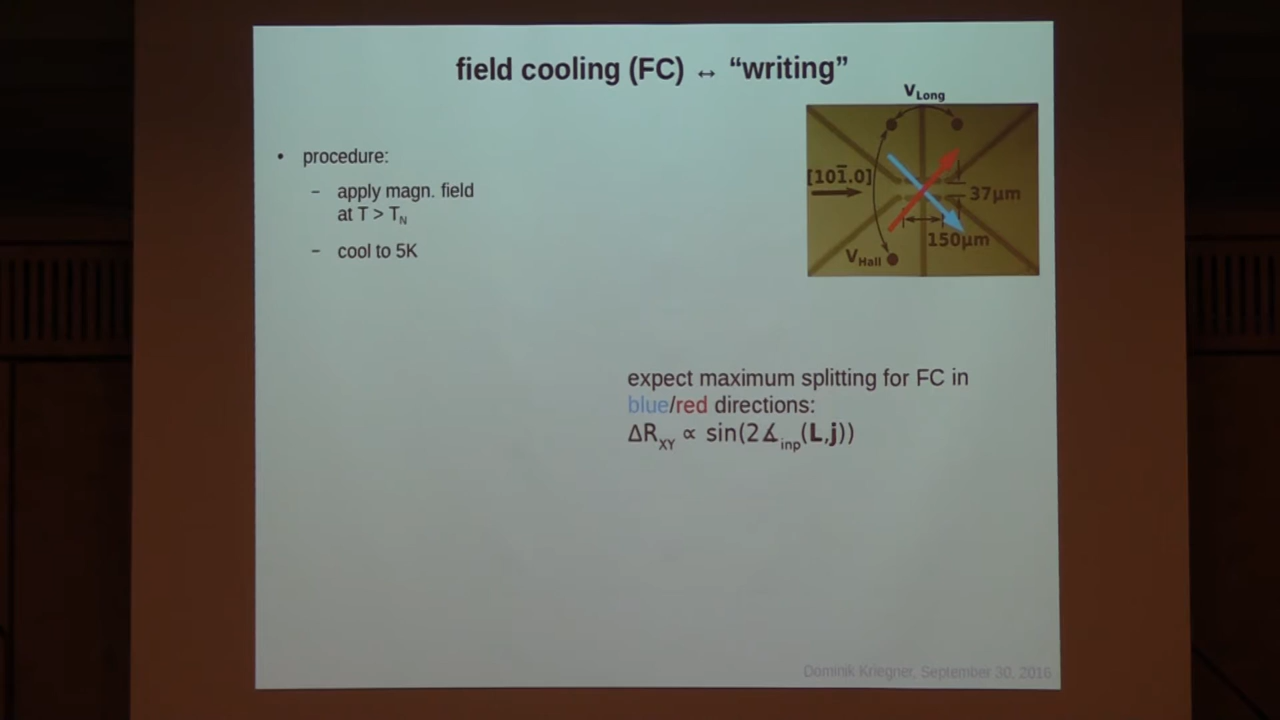 field cooling (FC) ↔ “writing”
• procedure:
– apply magn. field
at T > T_N
– cool to 5K
V_Long
[101̅.0]
37µm
150µm
V_Hall
expect maximum splitting for FC in
blue/red directions:
ΔR_XY ∝ sin(2∡_inp(L,j))
Dominik Kriegner, September 30, 2016